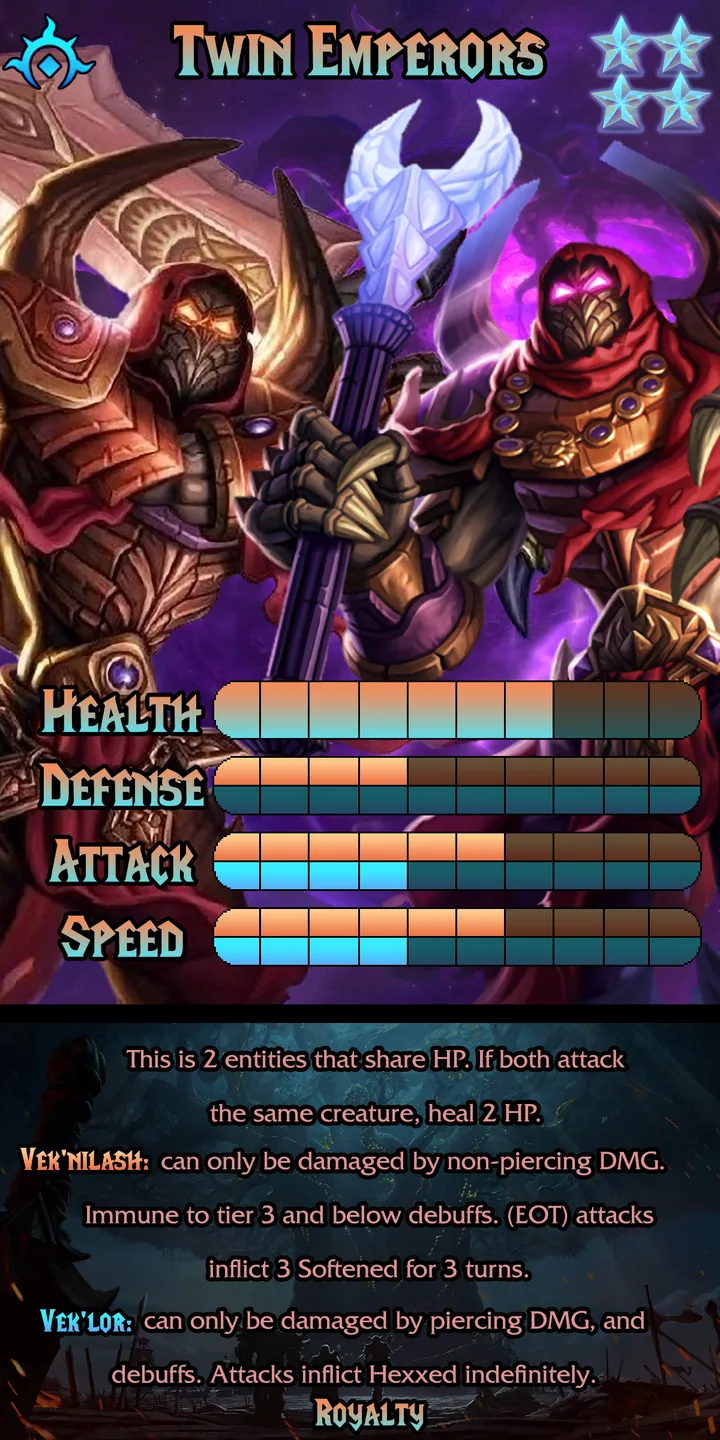 Twin Emperors
Health
Defense
Attack
Speed
This is 2 entities that share HP. If both attack
the same creature, heal 2 HP.
Vek'nilash: can only be damaged by non-piercing DMG.
Immune to tier 3 and below debuffs. (EOT) attacks
inflict 3 Softened for 3 turns.
Vek'lor: can only be damaged by piercing DMG, and
debuffs. Attacks inflict Hexxed indefinitely.
Royalty